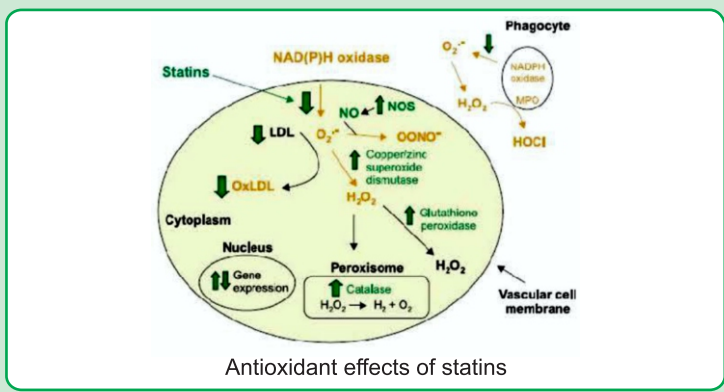 Phagocyte
NAD(P)H oxidase
O₂•⁻
NADPH
oxidase
Statins
H₂O₂
MPO
NO
NOS
HOCl
LDL
O₂•⁻
OONO⁻
Copper/zinc
superoxide
dismutase
OxLDL
H₂O₂
Cytoplasm
Glutathione
peroxidase
Nucleus
Gene
expression
Peroxisome
H₂O₂
Catalase
H₂O₂ → H₂ + O₂
Vascular cell
membrane
Antioxidant effects of statins